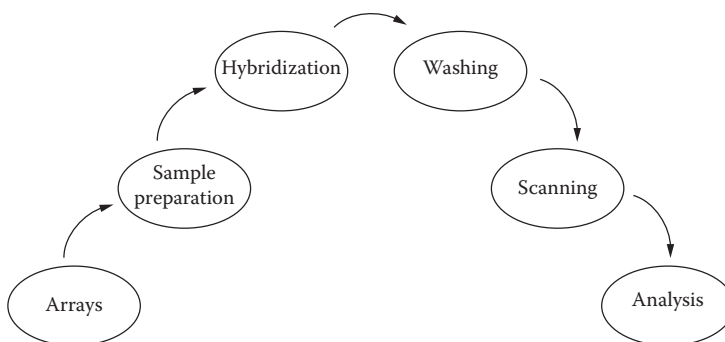 Arrays
Sample
preparation
Hybridization
Washing
Scanning
Analysis